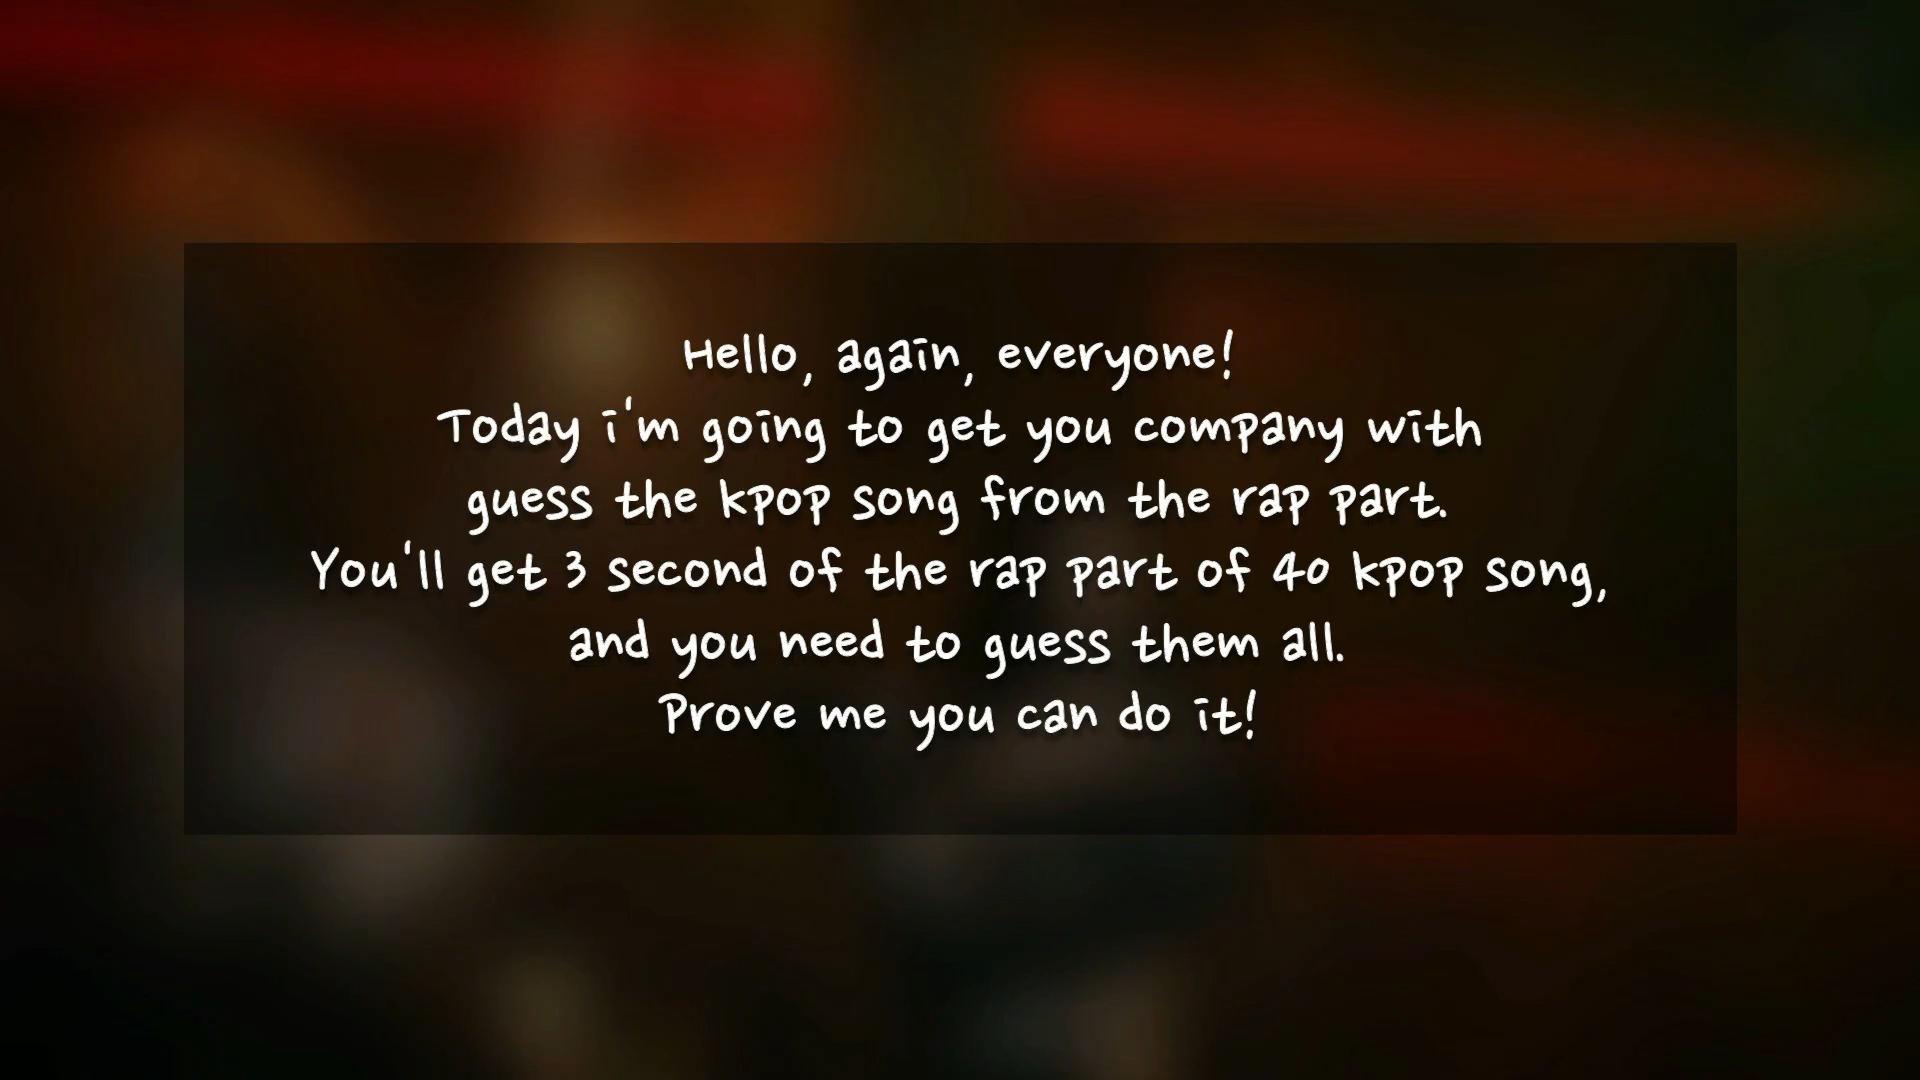 Hello, again, everyone!
Today i'm going to get you company with
guess the kpop song from the rap part.
You'll get 3 second of the rap part of 40 kpop song,
and you need to guess them all.
Prove me you can do it!